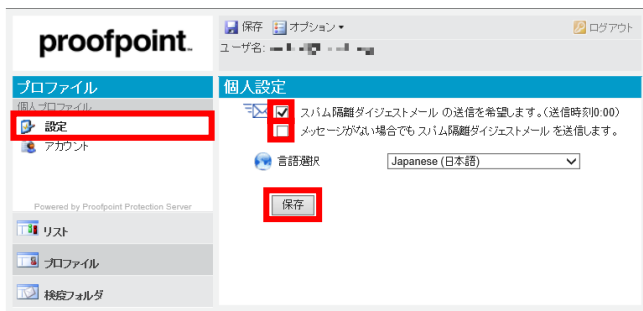 proofpoint.
保存 オプション
ログアウト
ユーザ名:
プロファイル
個人プロファイル
設定
アカウント
Powered by Proofpoint Protection Server
リスト
プロファイル
検疫フォルダ
個人設定
スパム隔離ダイジェストメール の送信を希望します。(送信時刻0:00)
メッセージがない場合でも スパム隔離ダイジェストメール を送信します。
言語選択 Japanese (日本語)
保存